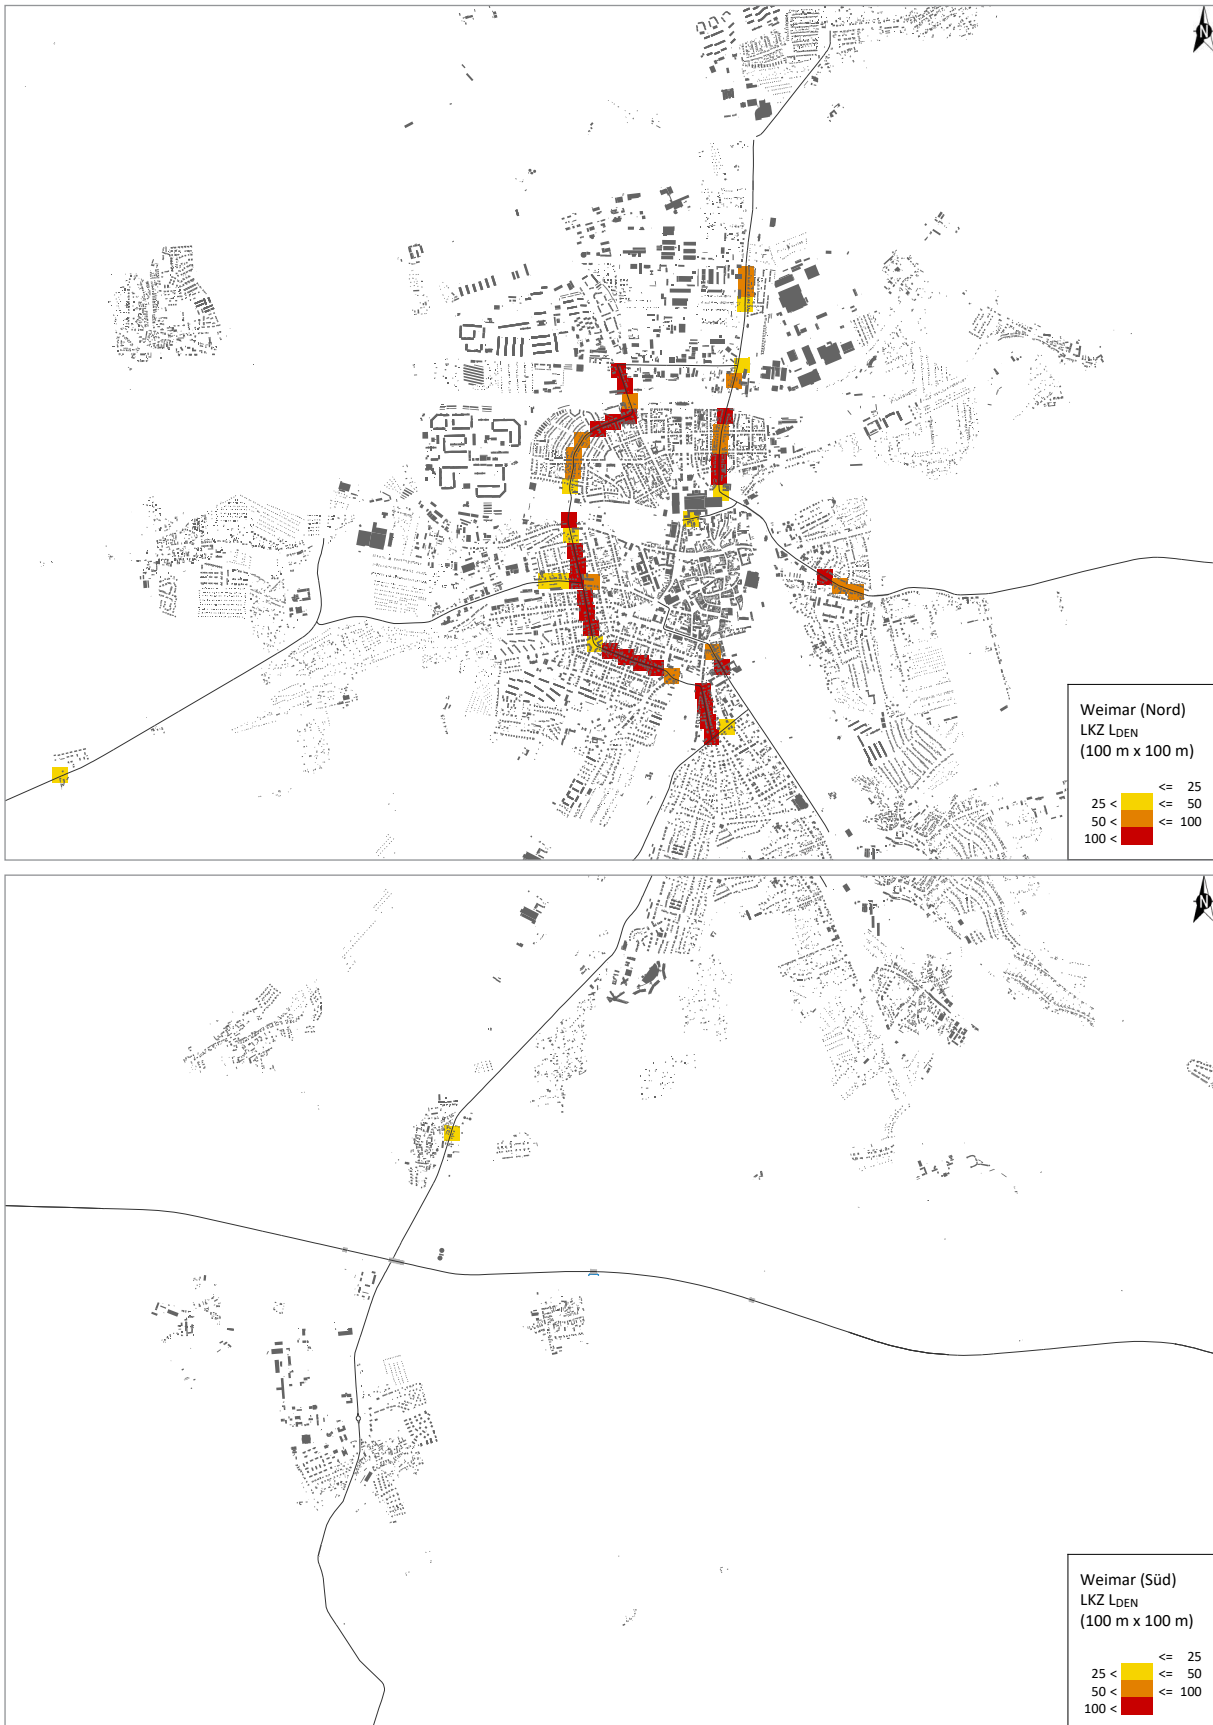 N
Weimar (Nord)
LKZ LDEN
(100 m x 100 m)
<= 25
25 < <= 50
50 < <= 100
100 <
N
Weimar (Süd)
LKZ LDEN
(100 m x 100 m)
<= 25
25 < <= 50
50 < <= 100
100 <